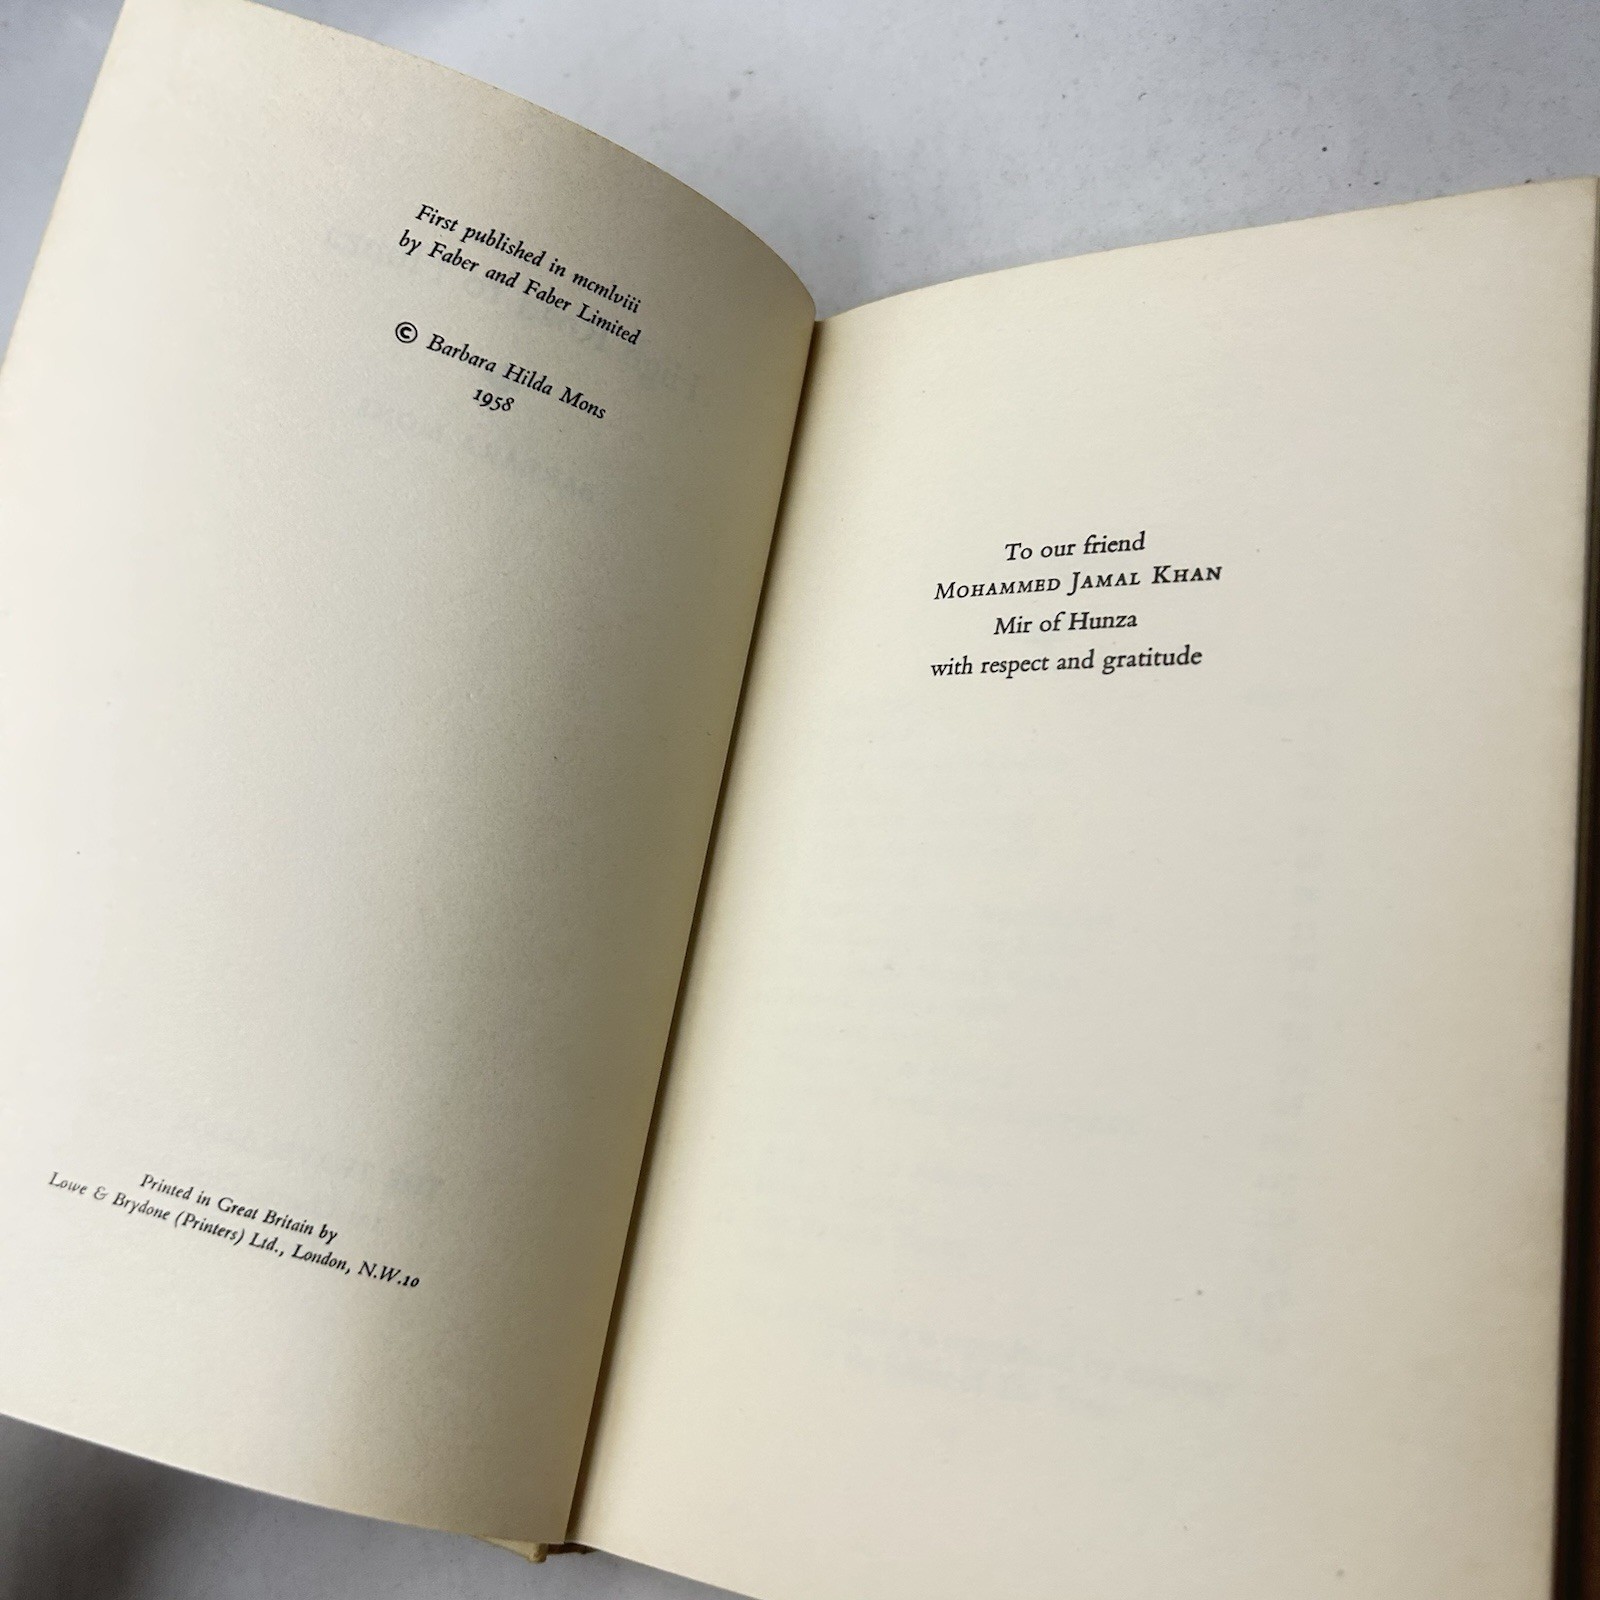 First published in mcmlviii
by Faber and Faber Limited
© Barbara Hilda Mons
1958
Printed in Great Britain by
Lowe & Brydone (Printers) Ltd., London, N.W.10
To our friend
MOHAMMED JAMAL KHAN
Mir of Hunza
with respect and gratitude